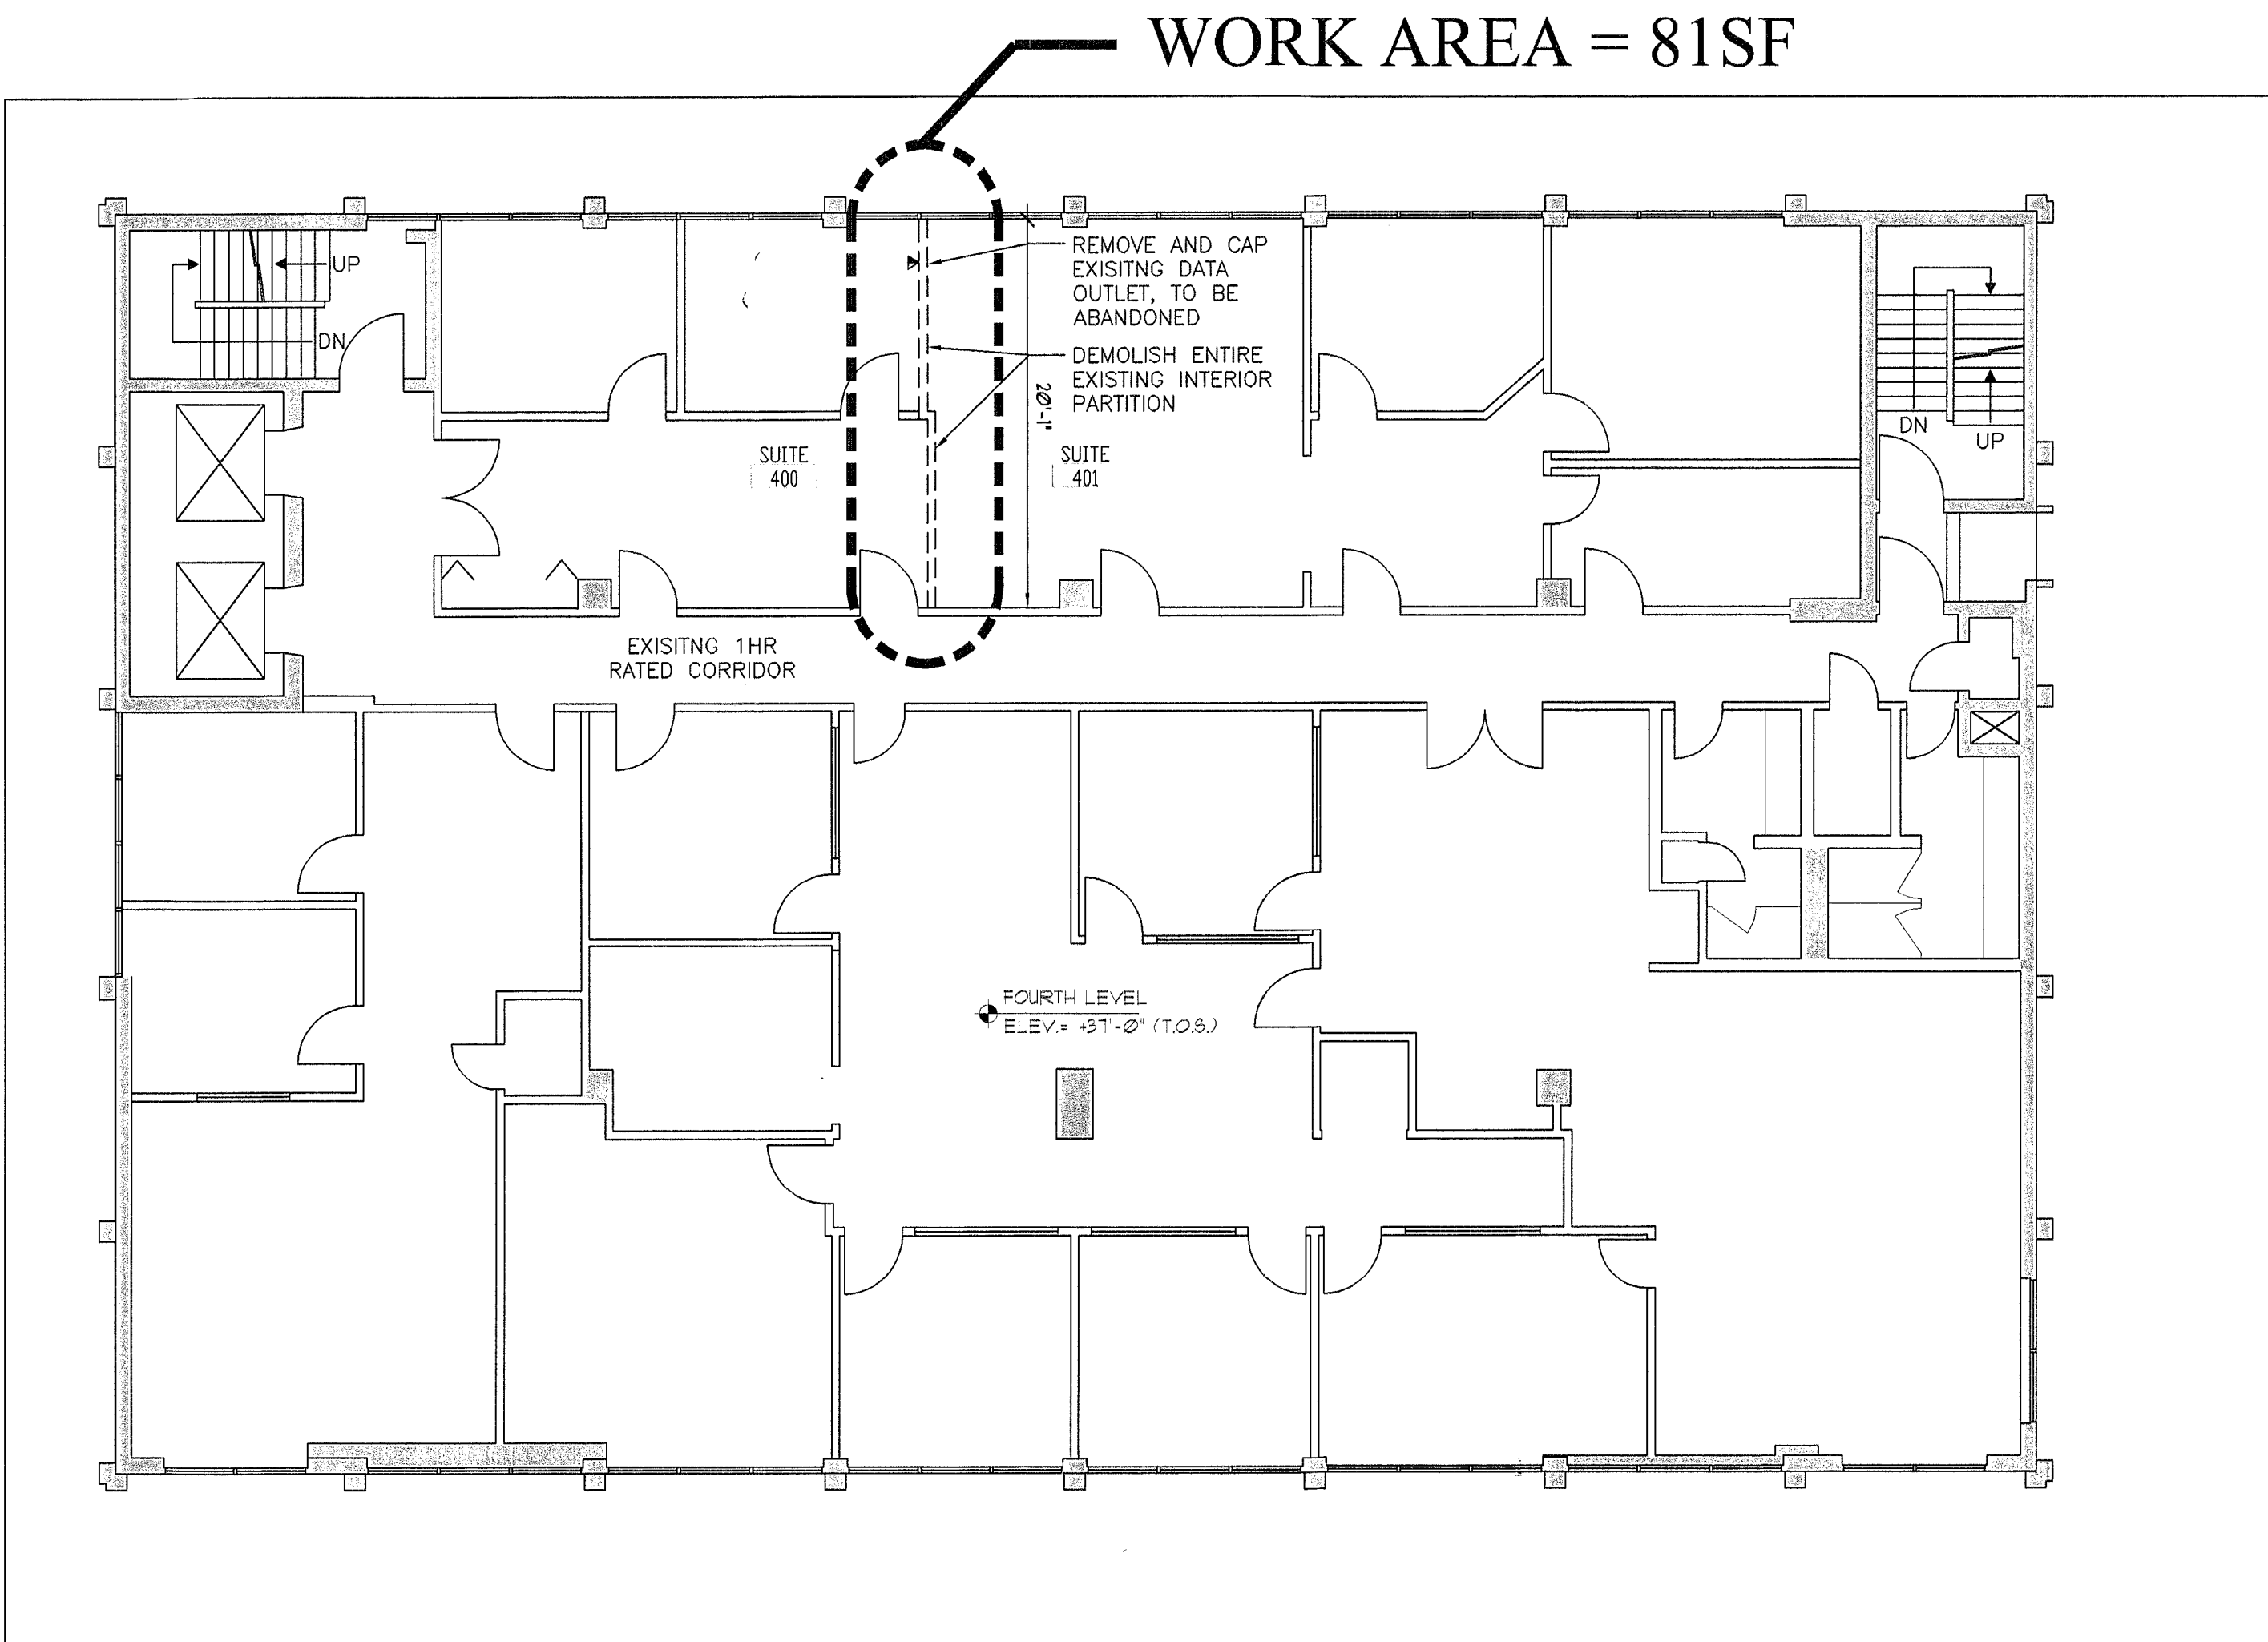 WORK AREA = 81SF
UP
DN
REMOVE AND CAP
EXISITNG DATA
OUTLET, TO BE
ABANDONED
DEMOLISH ENTIRE
EXISTING INTERIOR
PARTITION
20'-1"
SUITE
400
SUITE
401
DN
UP
EXISITNG 1HR
RATED CORRIDOR
FOURTH LEVEL
ELEV.= +37'-0" (T.O.S.)